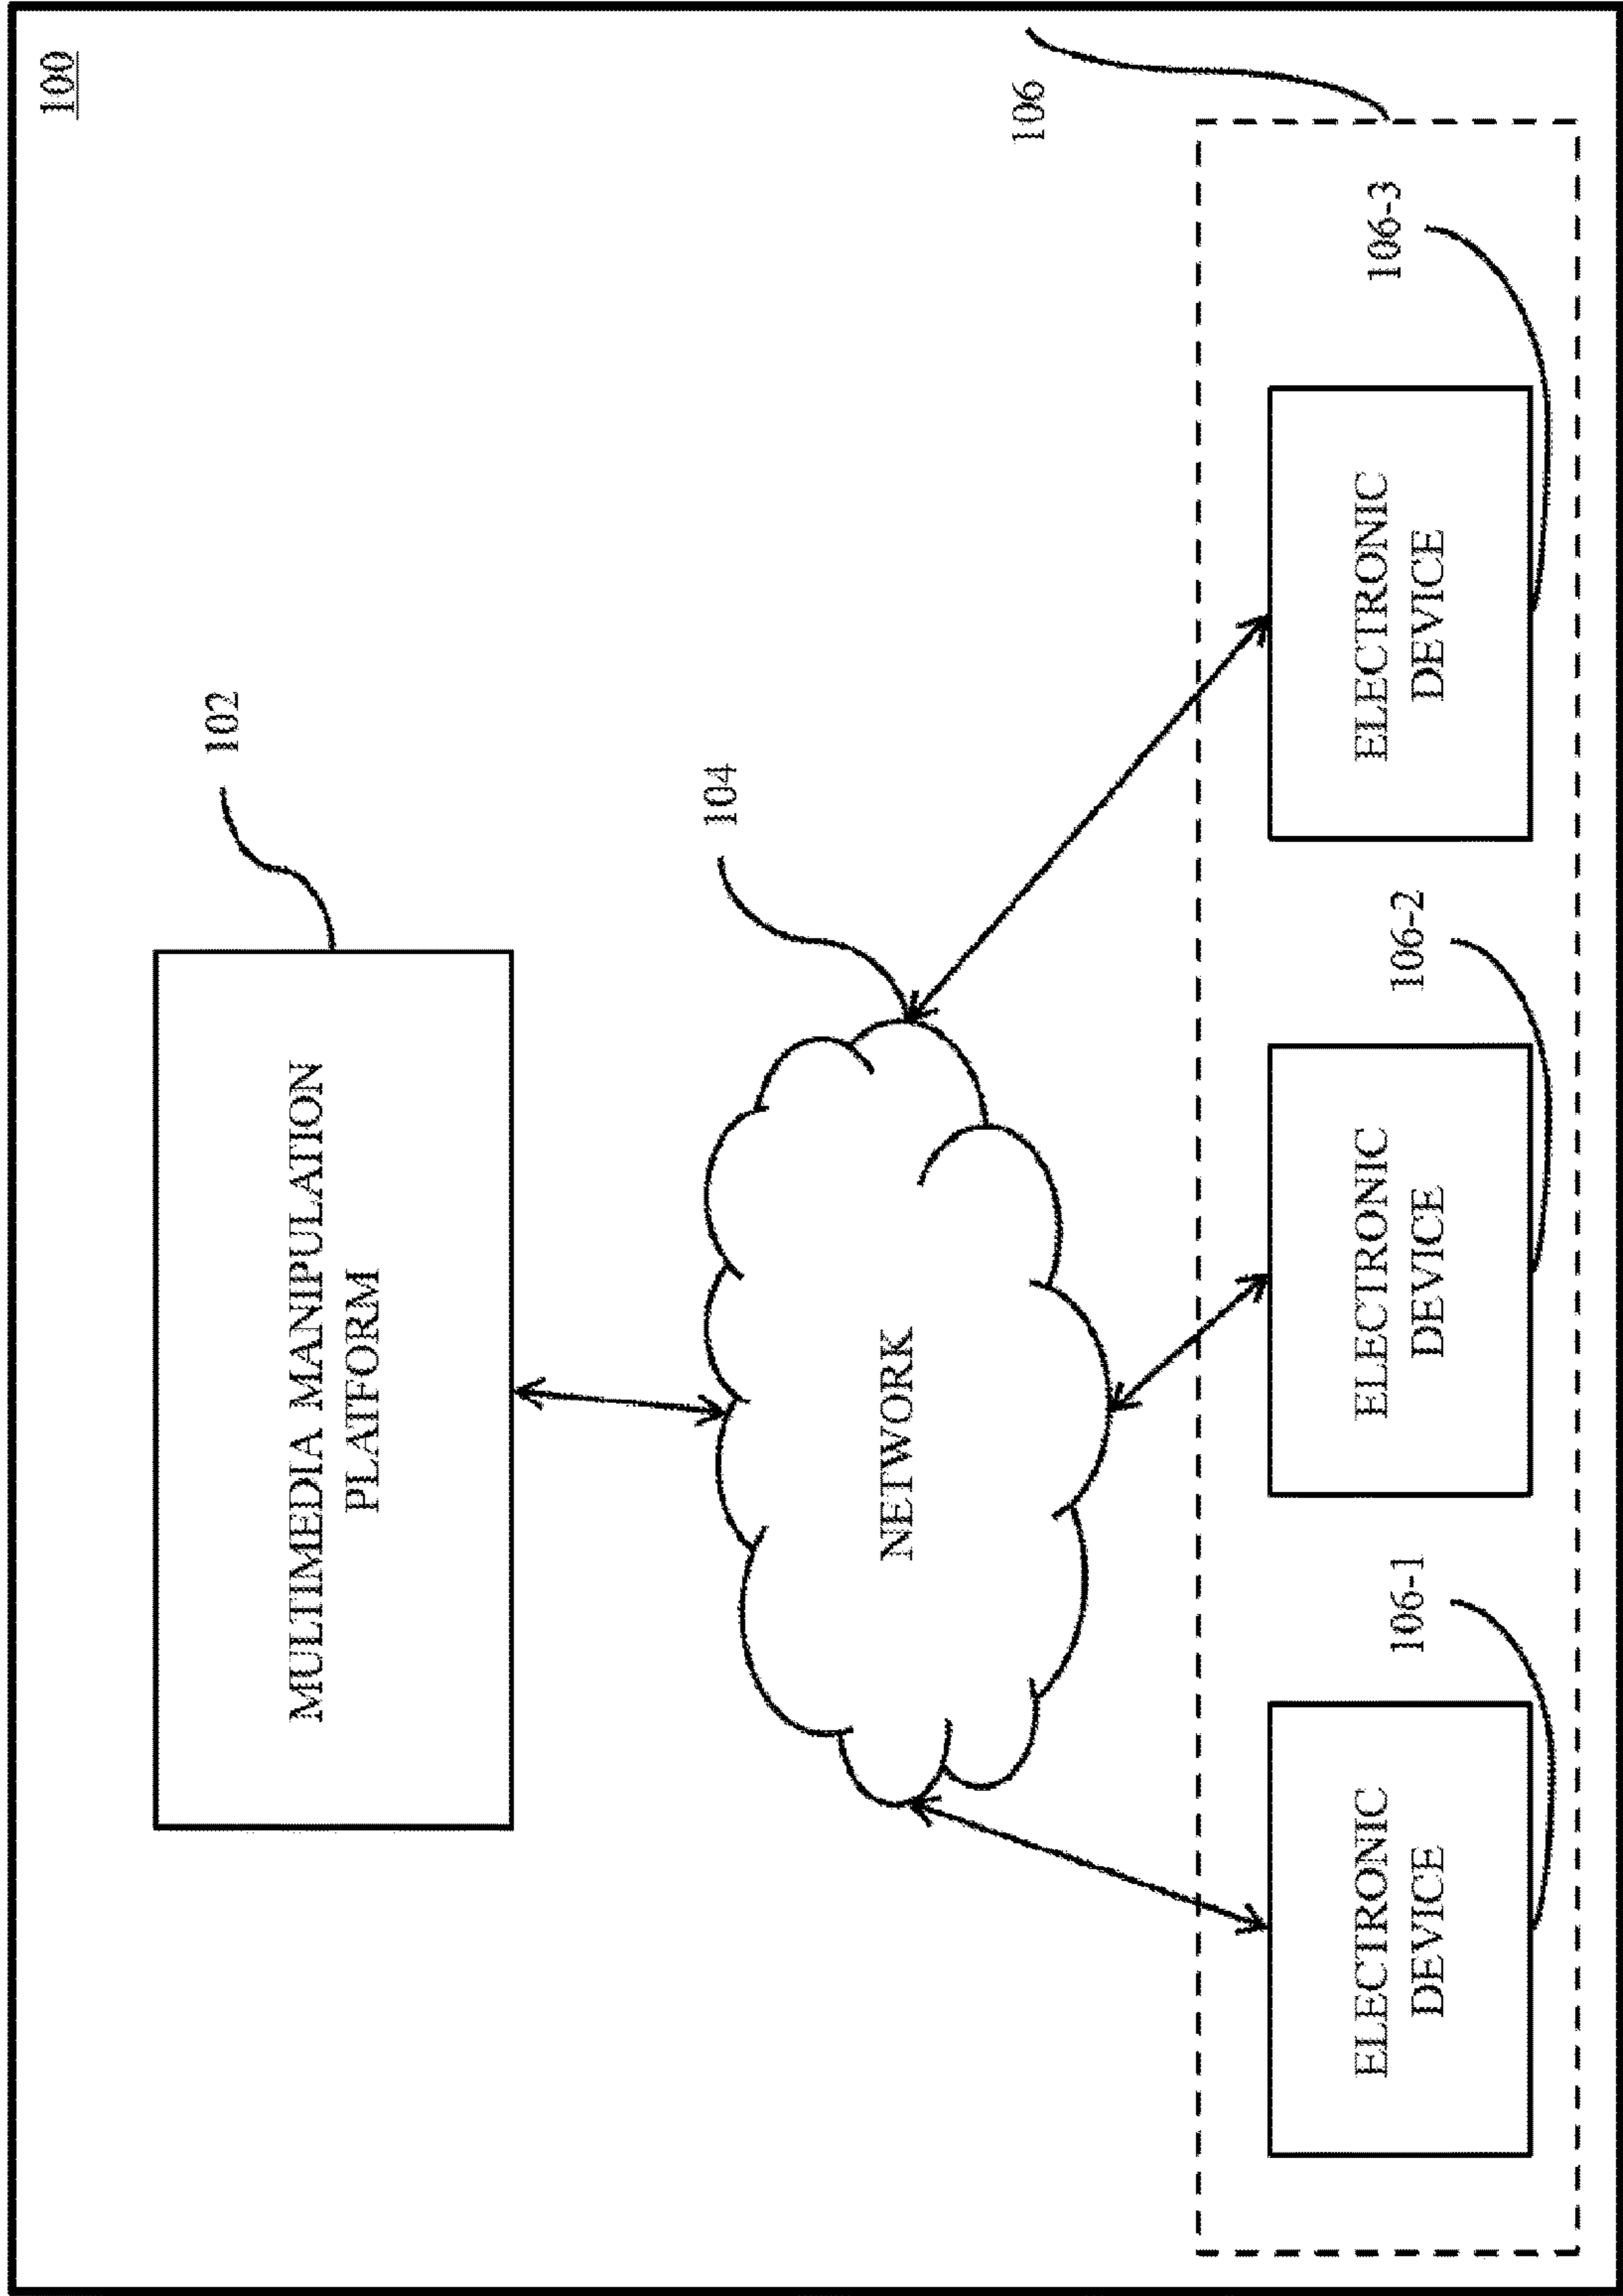 100
102
MULTIMEDIA MANIPULATION
PLATFORM
104
NETWORK
106
106-1
106-2
106-3
ELECTRONIC
DEVICE
ELECTRONIC
DEVICE
ELECTRONIC
DEVICE